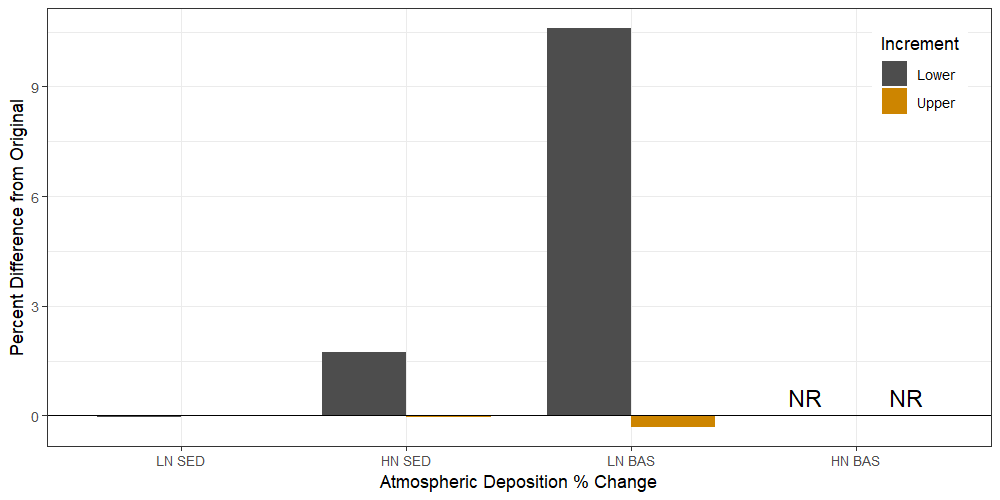 Percent Difference from Original
9
6
3
0
Increment
Lower
Upper
NR NR
LN SED HN SED LN BAS HN BAS
Atmospheric Deposition % Change